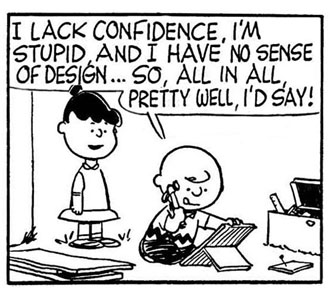 I LACK CONFIDENCE, I'M
STUPID, AND I HAVE NO SENSE
OF DESIGN... SO, ALL IN ALL,
PRETTY WELL, I'D SAY!